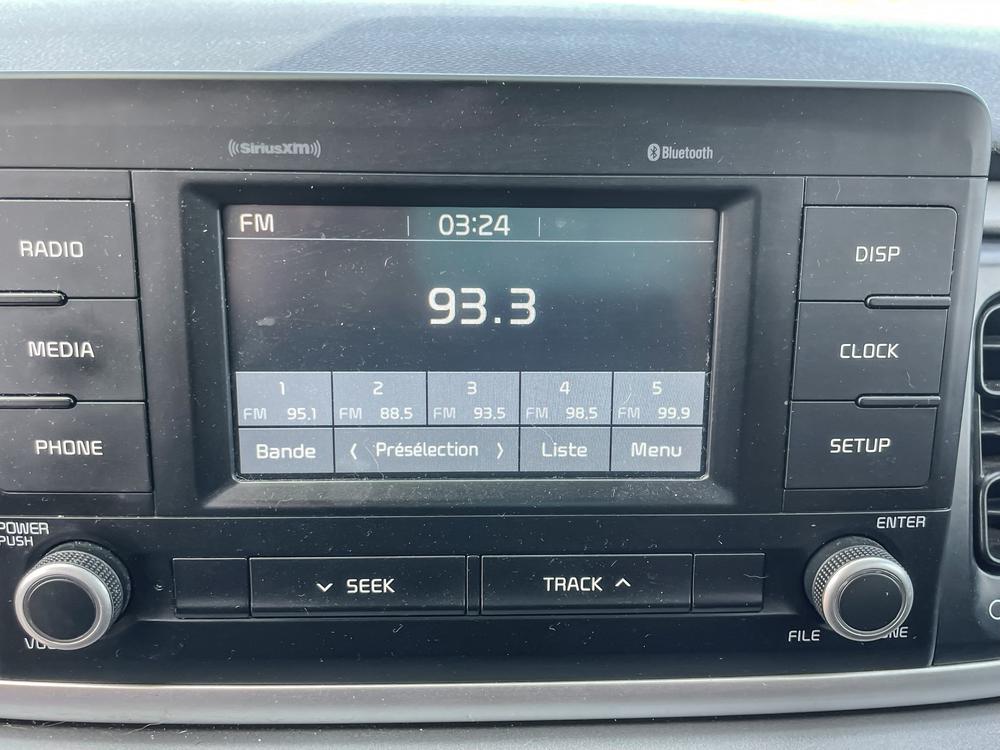 ((SiriusXM))
Bluetooth
FM 03:24
RADIO
DISP
93.3
MEDIA
CLOCK
1 2 3 4 5
FM 95,1 FM 88,5 FM 93,5 FM 98,5 FM 99,9
PHONE
Bande < Présélection > Liste Menu
SETUP
POWER
PUSH
ENTER
SEEK
TRACK
FILE